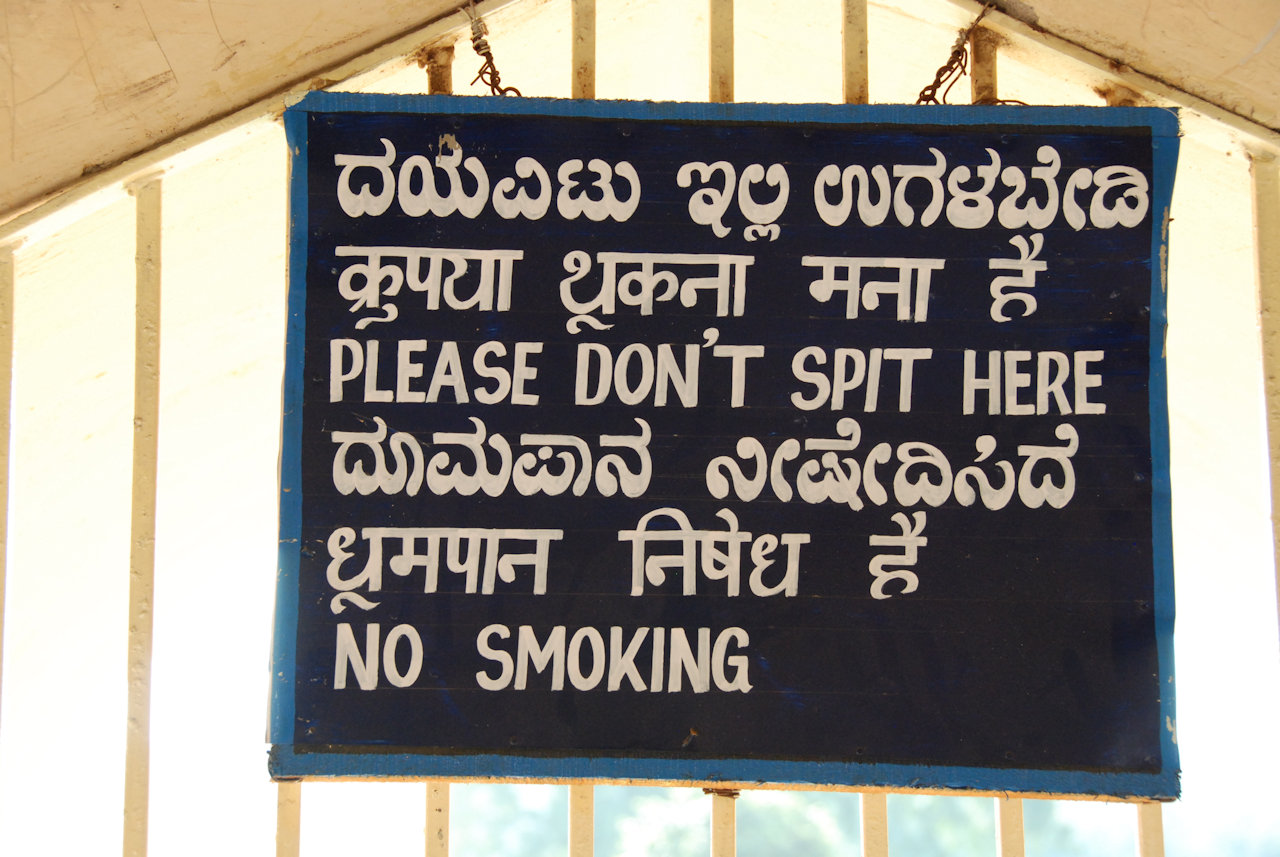 ದಯವಿಟು ಇಲ್ಲಿ ಉಗಳಬೇಡಿ
क्रुपया थ्रूकना मना है
PLEASE DON'T SPIT HERE
ದೂಮಪಾನ ನೀಷೇದಿಸಿದೆ
ध्रूमपान निषेध है
NO SMOKING